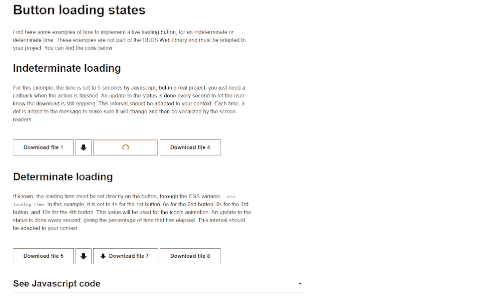 Button loading states
Find here some examples of how to implement a live loading button, for an indeterminate or
determinate time. These examples are not part of the OUDS Web library and must be adapted to
your project. You can find the code below.
Indeterminate loading
For this example, the time is set to 5 seconds by Javascript, but in a real project, you just need a
callback when the action is finished. An update to the status is done every second to let the user
know the download is still ongoing. This interval should be adapted to your context. Each time, a
dot is added to the message to make sure it will change and then be vocalized by the screen
readers.
Download file 1
Download file 4
Determinate loading
If known, the loading time must be set directly on the button, through the CSS variable
loading-time. In this example, it is set to 4s for the 1st button, 6s for the 2nd button, 8s for the 3rd
button, and 10s for the 4th button. This value will be used for the icon's animation. An update to the
status is done every second, giving the percentage of time that has elapsed. This interval should
be adapted to your context.
Download file 5
Download file 7
Download file 8
See Javascript code